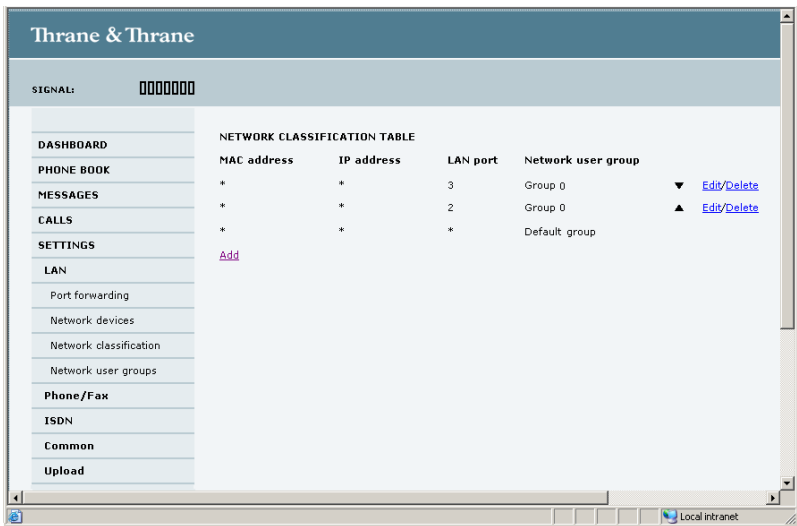 Thrane & Thrane
SIGNAL:
DASHBOARD
PHONE BOOK
MESSAGES
CALLS
SETTINGS
LAN
Port forwarding
Network devices
Network classification
Network user groups
Phone/Fax
ISDN
Common
Upload
NETWORK CLASSIFICATION TABLE
MAC address IP address LAN port Network user group
* * 3 Group 0 ▼ Edit/Delete
* * 2 Group 0 ▲ Edit/Delete
* * * Default group
Add
Local intranet